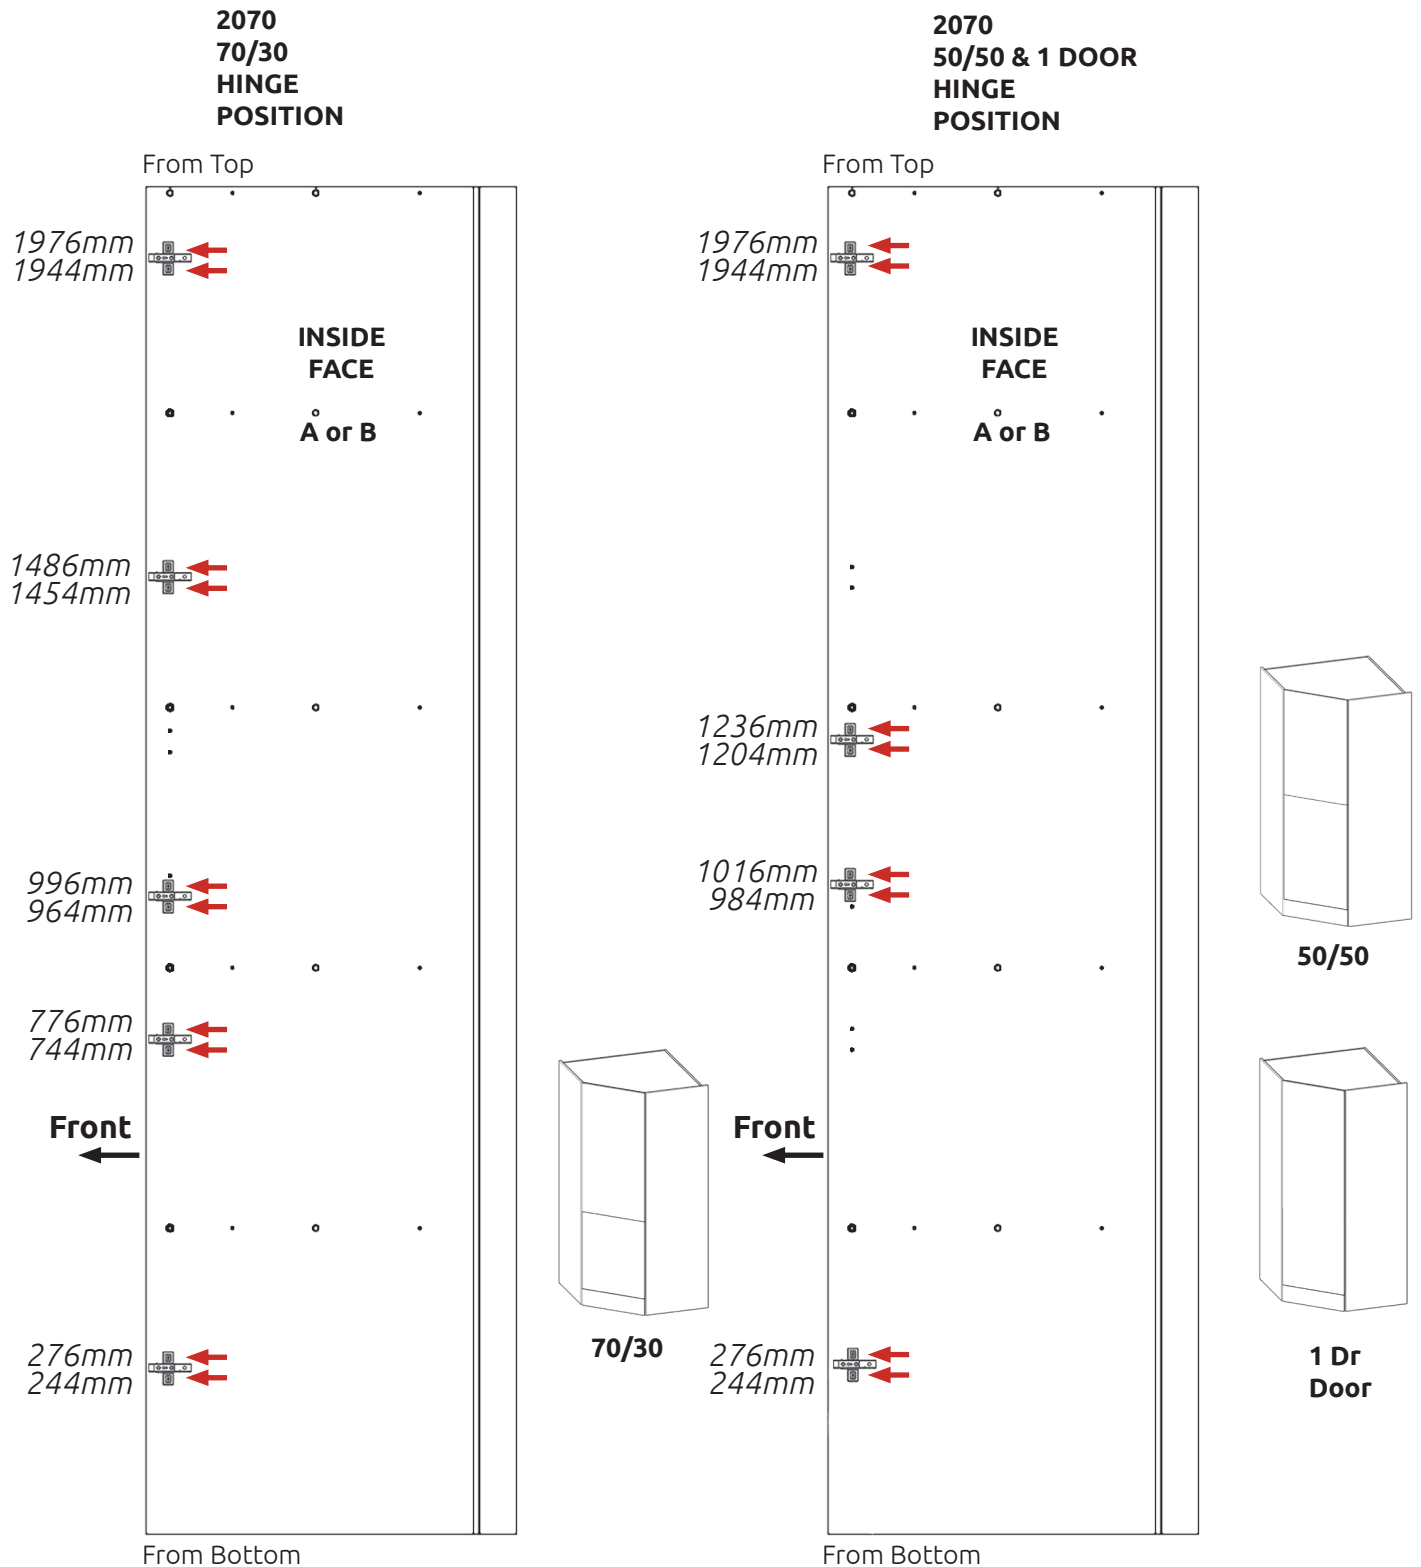 2070
70/30
HINGE
POSITION
From Top
1976mm
1944mm
INSIDE
FACE
A or B
1486mm
1454mm
996mm
964mm
776mm
744mm
Front
276mm
244mm
From Bottom
70/30
2070
50/50 & 1 DOOR
HINGE
POSITION
From Top
1976mm
1944mm
INSIDE
FACE
A or B
1236mm
1204mm
1016mm
984mm
Front
276mm
244mm
From Bottom
50/50
1 Dr
Door